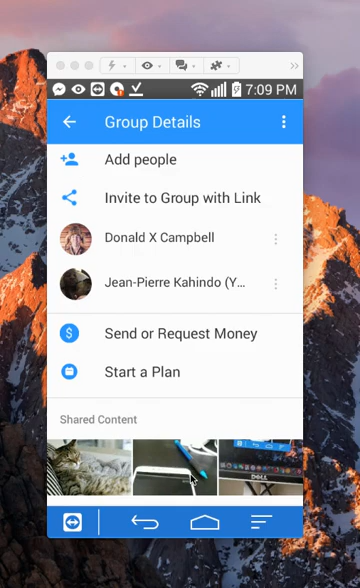 7:09 PM
Group Details
Add people
Invite to Group with Link
Donald X Campbell
Jean-Pierre Kahindo (Y...
Send or Request Money
Start a Plan
Shared Content
DELL